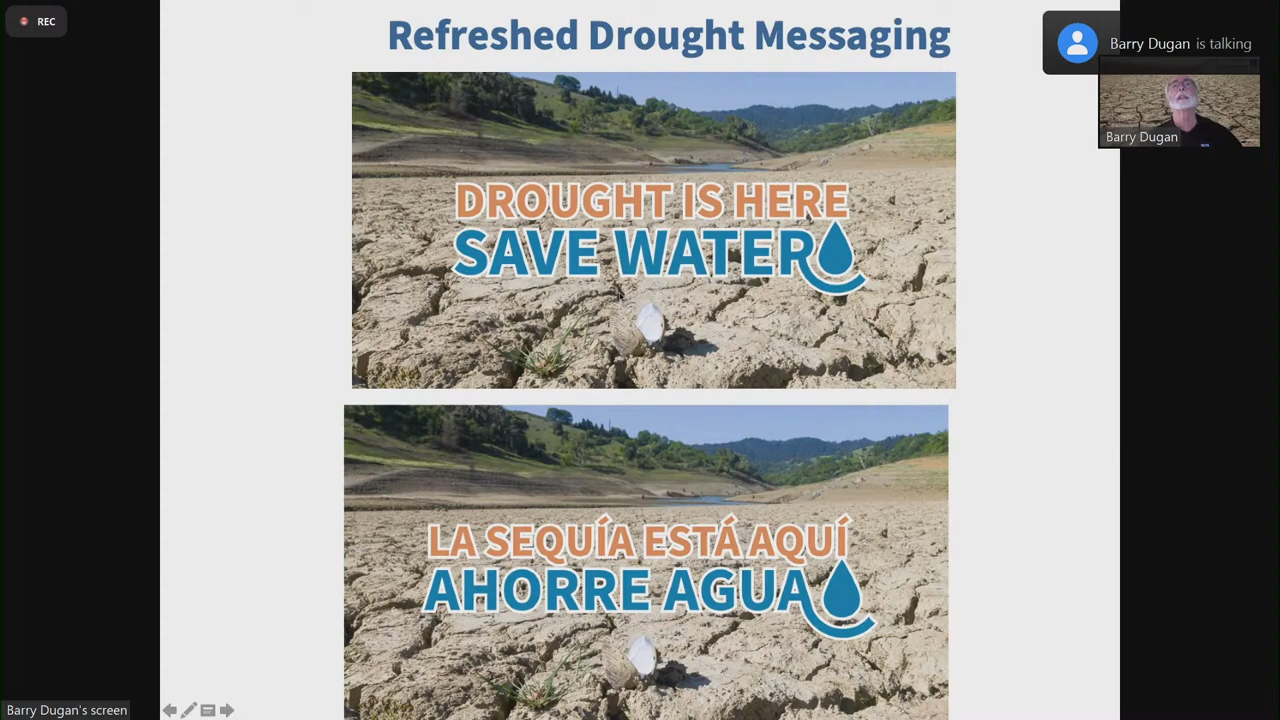 REC
Refreshed Drought Messaging
Barry Dugan is talking
Barry Dugan
DROUGHT IS HERE
SAVE WATER
LA SEQUÍA ESTÁ AQUÍ
AHORRE AGUA
Barry Dugan's screen